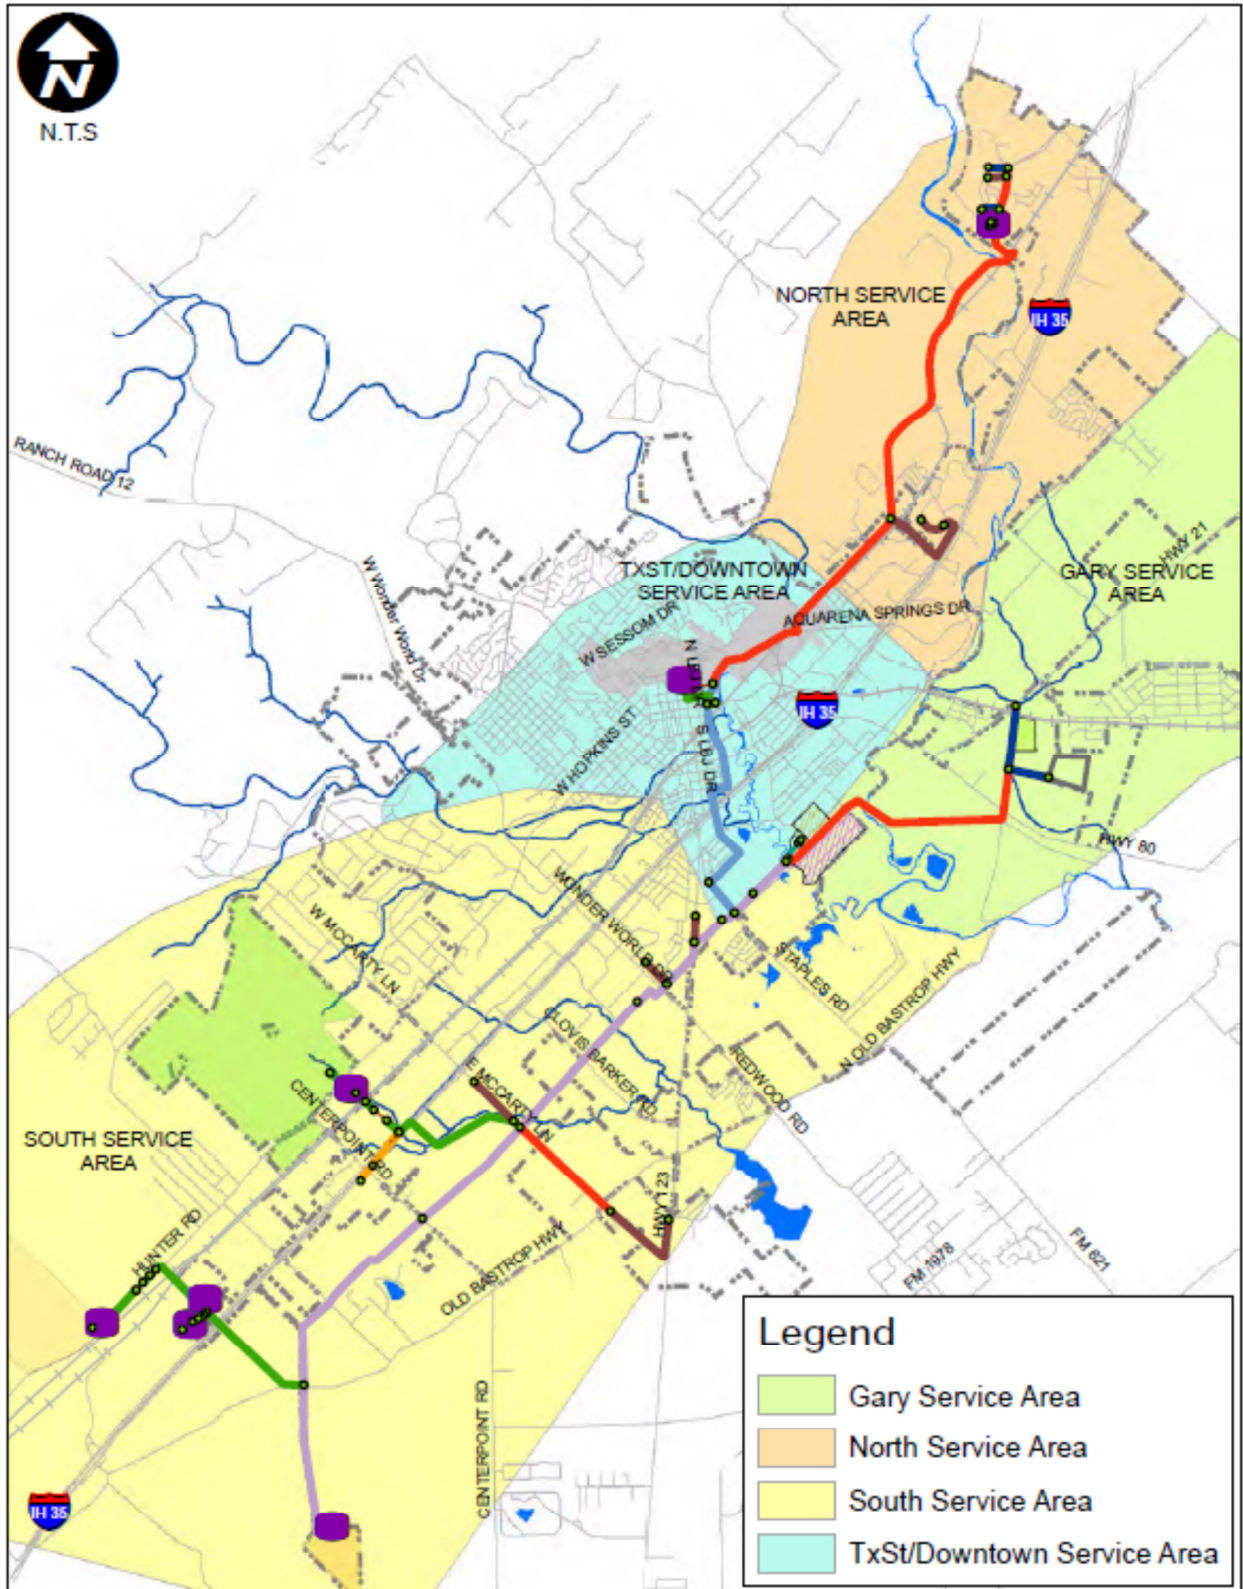 N
N.T.S
NORTH SERVICE
AREA
IH 35
RANCH ROAD 12
HWY 21
GARY SERVICE
AREA
TXST/DOWNTOWN
SERVICE AREA
W Wonder World Dr
AQUARENA SPRINGS DR
W SESSOM DR
N LBJ DR
IH 35
W HOPKINS ST
S LBJ DR
HWY 80
WONDER WORLD DR
W MCCARTY LN
STAPLES RD
N OLD BASTROP HWY
CLOVIS BARKER RD
REDWOOD RD
E MCCARTY LN
CENTERPOINT RD
SOUTH SERVICE
AREA
HWY 123
HUNTER RD
OLD BASTROP HWY
FM 1978
FM 621
CENTERPOINT RD
IH 35
Legend
Gary Service Area
North Service Area
South Service Area
TxSt/Downtown Service Area